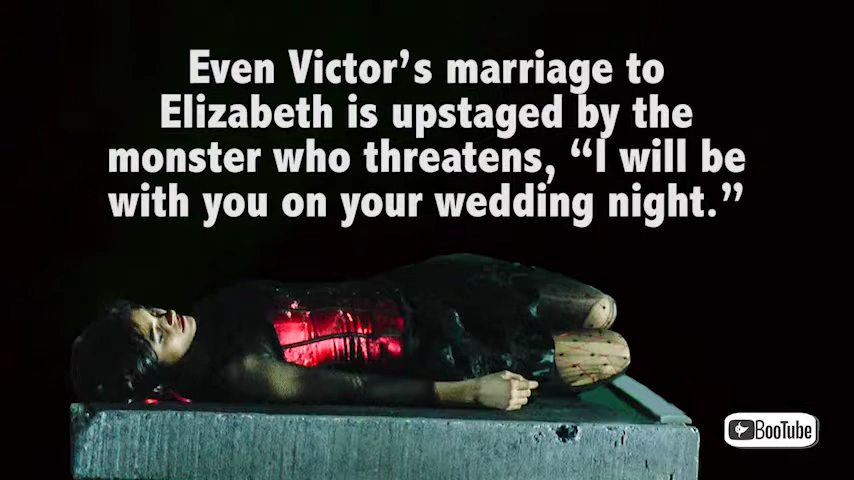 Even Victor’s marriage to
Elizabeth is upstaged by the
monster who threatens, “I will be
with you on your wedding night.”
BooTube